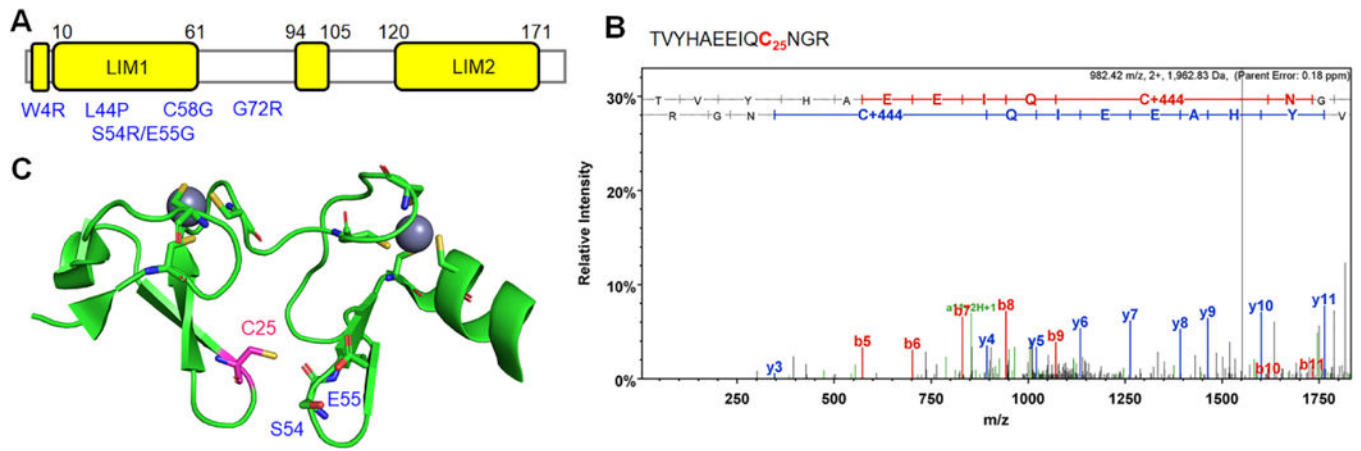 A
10 61 94 105 120 171
LIM1 LIM2
W4R L44P C58G G72R
S54R/E55G
B
TVYHAEEIQC25NGR
982.42 m/z, 2+, 1,962.83 Da, (Parent Error: 0.18 ppm)
T V Y H A E E I Q C+444 N G
R G N C+444 Q I E E A H Y V
Relative Intensity
30%
20%
10%
0%
y3 b5 b6 b7 b8 y4 y5 b9 y6 y7 y8 y9 y10 b10 b11 y11
250 500 750 1000 1250 1500 1750
m/z
C
C25
E55
S54